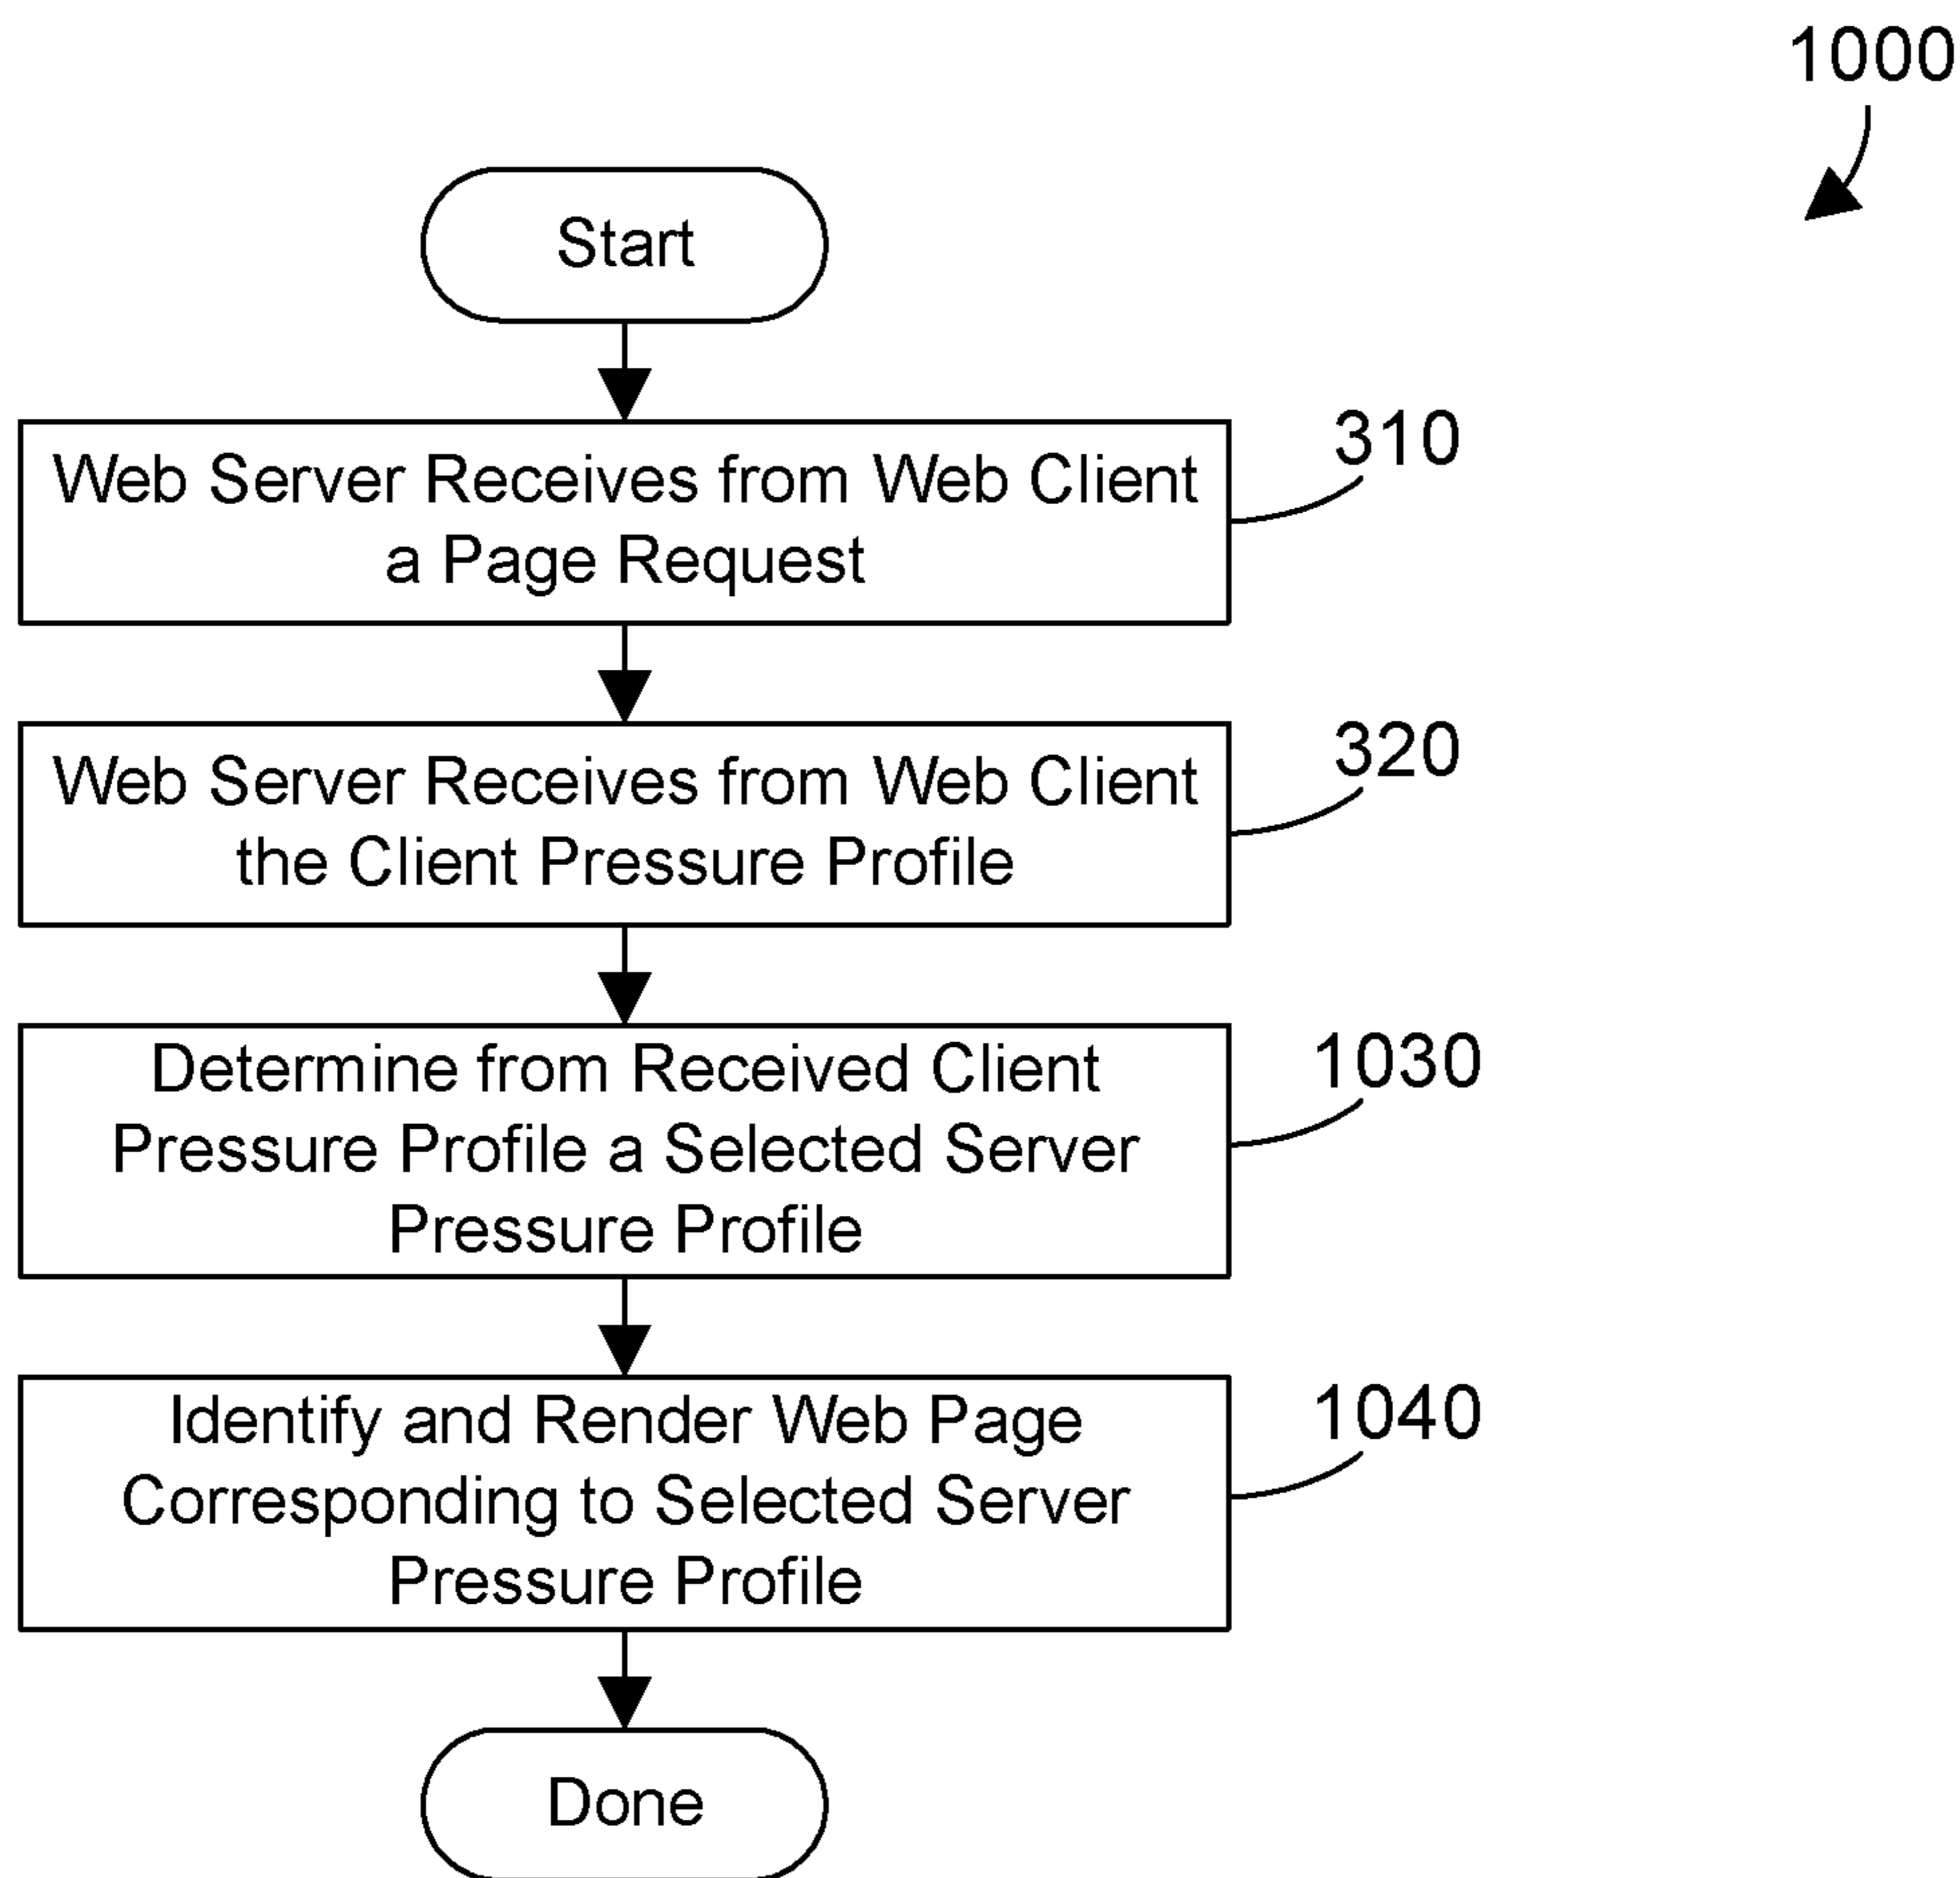 1000
Start
Web Server Receives from Web Client
a Page Request
310
Web Server Receives from Web Client
the Client Pressure Profile
320
Determine from Received Client
Pressure Profile a Selected Server
Pressure Profile
1030
Identify and Render Web Page
Corresponding to Selected Server
Pressure Profile
1040
Done